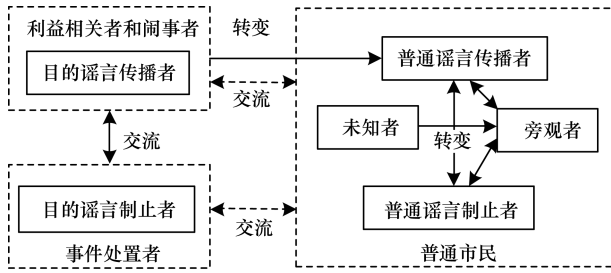 利益相关者和闹事者
转变
目的谣言传播者
普通谣言传播者
交流
未知者
旁观者
交流
转变
目的谣言制止者
普通谣言制止者
交流
事件处置者
普通市民